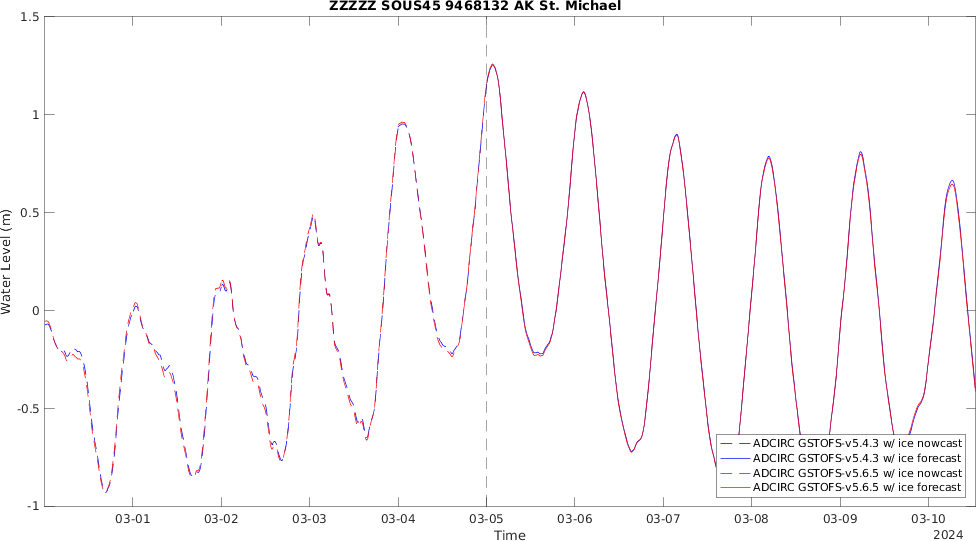 ZZZZZ SOUS45 9468132 AK St. Michael
1.5
1
0.5
0
-0.5
-1
Water Level (m)
03-01
03-02
03-03
03-04
03-05
03-06
03-07
03-08
03-09
03-10
Time
2024
ADCIRC GSTOFS-v5.4.3 w/ ice nowcast
ADCIRC GSTOFS-v5.4.3 w/ ice forecast
ADCIRC GSTOFS-v5.6.5 w/ ice nowcast
ADCIRC GSTOFS-v5.6.5 w/ ice forecast